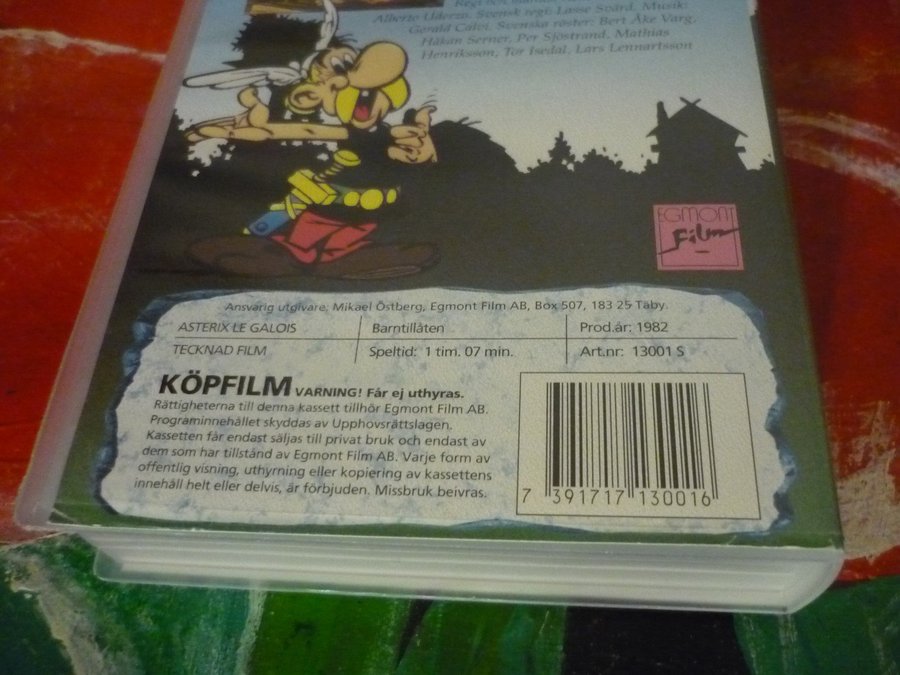 Alberto Uderzo. Svensk regi: Lasse Svärd. Musik:
Gerald Calvi. Svenska röster: Bert Åke Varg,
Håkan Serner, Per Sjöstrand, Mathias
Henriksson, Tor Isedal, Lars Lennartsson
EGMONT
Film
Ansvarig utgivare: Mikael Östberg, Egmont Film AB, Box 507, 183 25 Täby.
ASTERIX LE GALOIS Barntillåten Prod.år: 1982
TECKNAD FILM Speltid: 1 tim. 07 min. Art.nr: 13001 S
KÖPFILM VARNING! Får ej uthyras.
Rättigheterna till denna kassett tillhör Egmont Film AB.
Programinnehållet skyddas av Upphovsrättslagen.
Kassetten får endast säljas till privat bruk och endast av
dem som har tillstånd av Egmont Film AB. Varje form av
offentlig visning, uthyrning eller kopiering av kassettens
innehåll helt eller delvis, är förbjuden. Missbruk beivras.
7 391717 130016